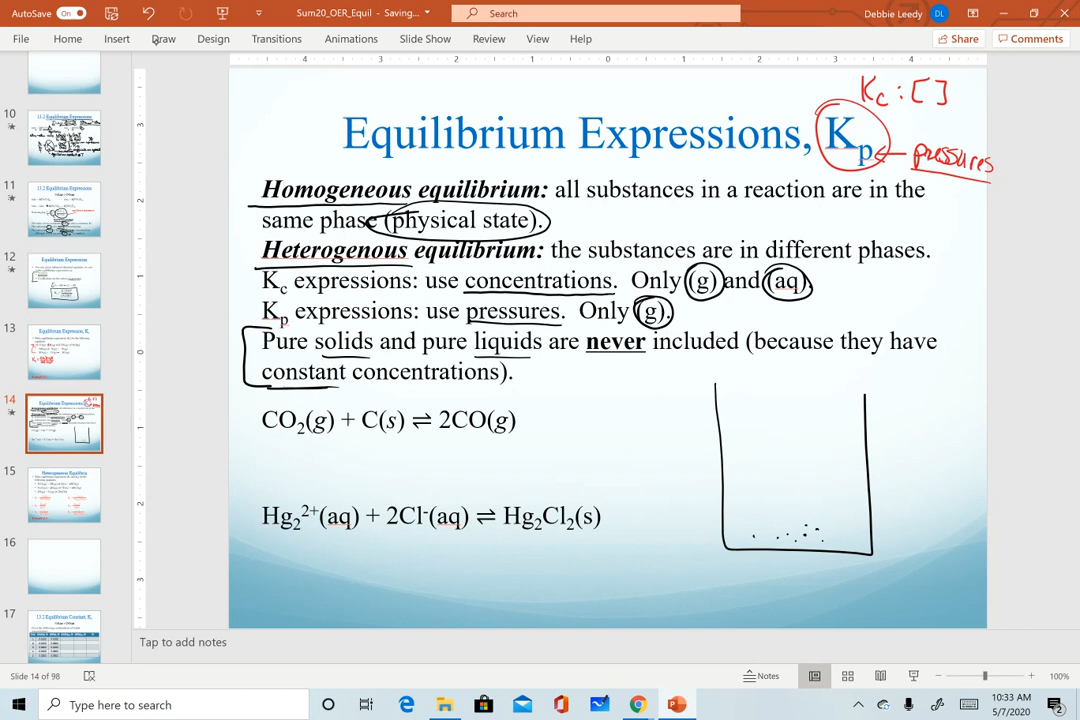 AutoSave On Sum20_OER_Equil - Saving... Search Debbie Leedy DL
File Home Insert Draw Design Transitions Animations Slide Show Review View Help Share Comments
10
11
12
13
14
15
16
17
Kc : [ ]
Equilibrium Expressions, Kp ← pressures
Homogeneous equilibrium: all substances in a reaction are in the
same phase (physical state).
Heterogenous equilibrium: the substances are in different phases.
Kc expressions: use concentrations. Only (g) and (aq).
Kp expressions: use pressures. Only (g).
Pure solids and pure liquids are never included (because they have
constant concentrations).
CO₂(g) + C(s) ⇌ 2CO(g)
Hg₂²⁺(aq) + 2Cl⁻(aq) ⇌ Hg₂Cl₂(s)
Tap to add notes
Slide 14 of 98 Notes 100%
Type here to search
10:33 AM
5/7/2020
2